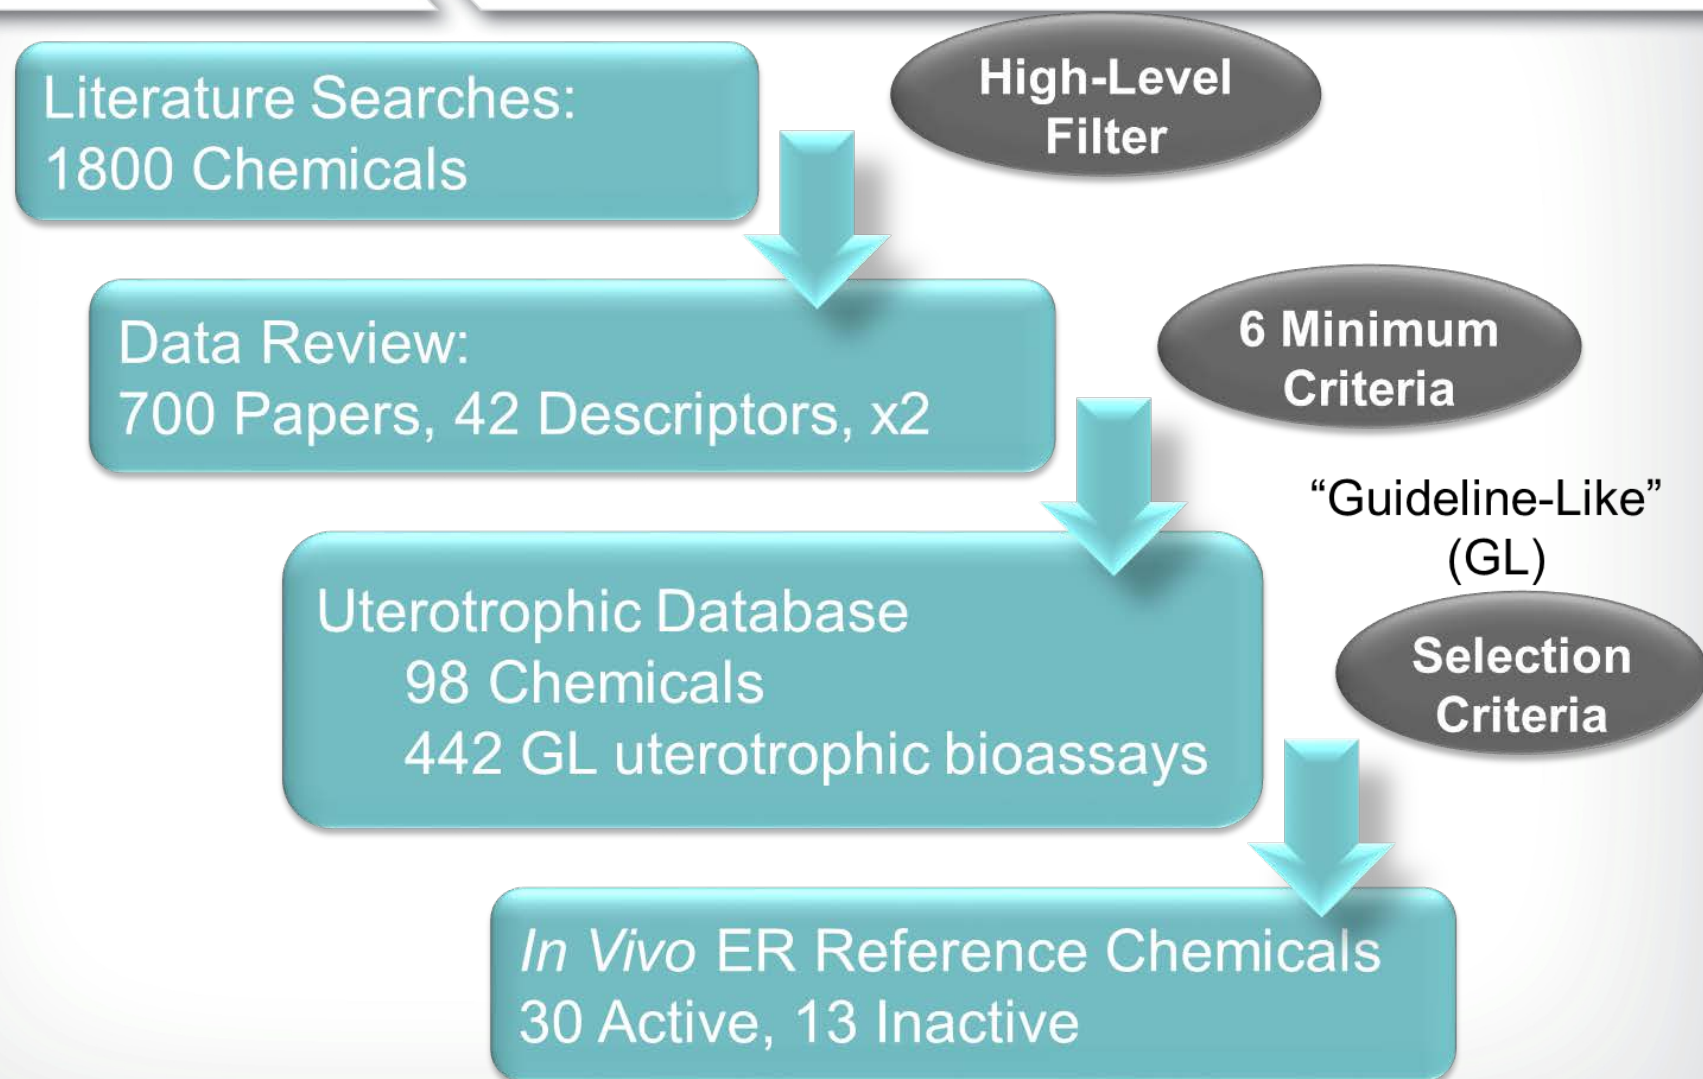 Literature Searches:
1800 Chemicals
High-Level
Filter
Data Review:
700 Papers, 42 Descriptors, x2
6 Minimum
Criteria
“Guideline-Like”
(GL)
Uterotrophic Database
98 Chemicals
442 GL uterotrophic bioassays
Selection
Criteria
In Vivo ER Reference Chemicals
30 Active, 13 Inactive